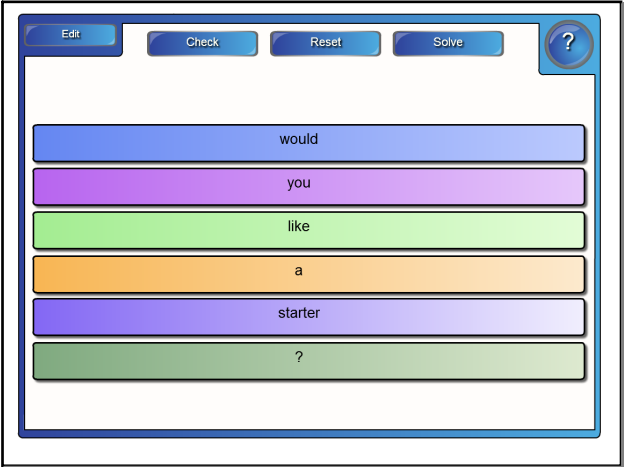 Edit
Check Reset Solve ?
would
you
like
a
starter
?